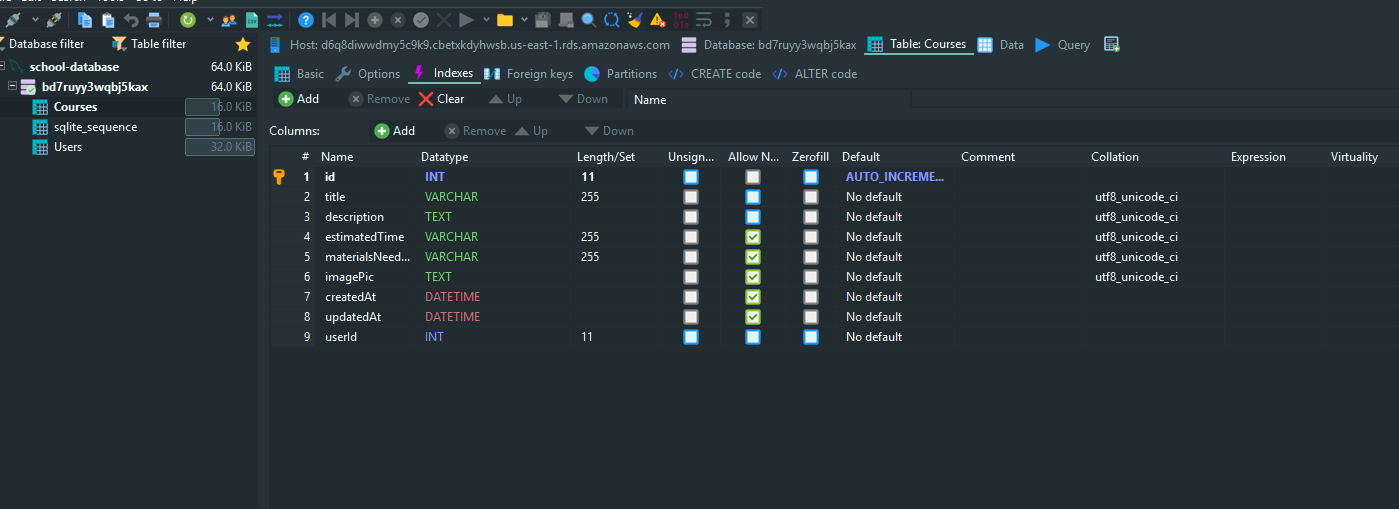 Database filter Table filter
school-database 64.0 KiB
bd7ruyy3wqbj5kax 64.0 KiB
Courses 16.0 KiB
sqlite_sequence 16.0 KiB
Users 32.0 KiB
Host: d6q8diwwdmy5c9k9.cbetxkdyhwsb.us-east-1.rds.amazonaws.com Database: bd7ruyy3wqbj5kax Table: Courses Data Query
Basic Options Indexes Foreign keys Partitions CREATE code ALTER code
Add Remove Clear Up Down Name
Columns: Add Remove Up Down
# Name Datatype Length/Set Unsign... Allow N... Zerofill Default Comment Collation Expression Virtuality
1 id INT 11 AUTO_INCREME...
2 title VARCHAR 255 No default utf8_unicode_ci
3 description TEXT No default utf8_unicode_ci
4 estimatedTime VARCHAR 255 No default utf8_unicode_ci
5 materialsNeed... VARCHAR 255 No default utf8_unicode_ci
6 imagePic TEXT No default utf8_unicode_ci
7 createdAt DATETIME No default
8 updatedAt DATETIME No default
9 userId INT 11 No default